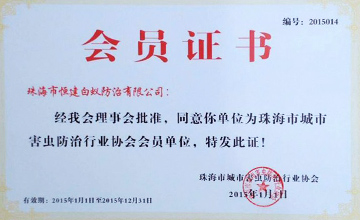 编号：2015014
会员证书
珠海市恒建白蚁防治有限公司：
经我会理事会批准，同意你单位为珠海市城市
害虫防治行业协会会员单位，特发此证！
珠海市城市害虫防治行业协会
2015年1月1日
有效期：2015年1月1日至2015年12月31日